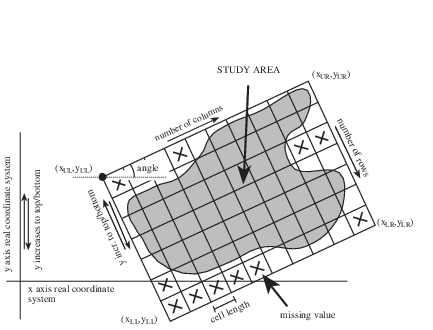 STUDY AREA
(xUR,yUR)
number of columns
number of rows
(xUL,yUL)
angle
y axis real coordinate system
y increases to top/bottom
y incr. to top/bottom
(xLR,yLR)
x axis real coordinate
system
cell length
missing value
(xLL,yLL)
X
X
X
X
X
X
X
X
X
X
X